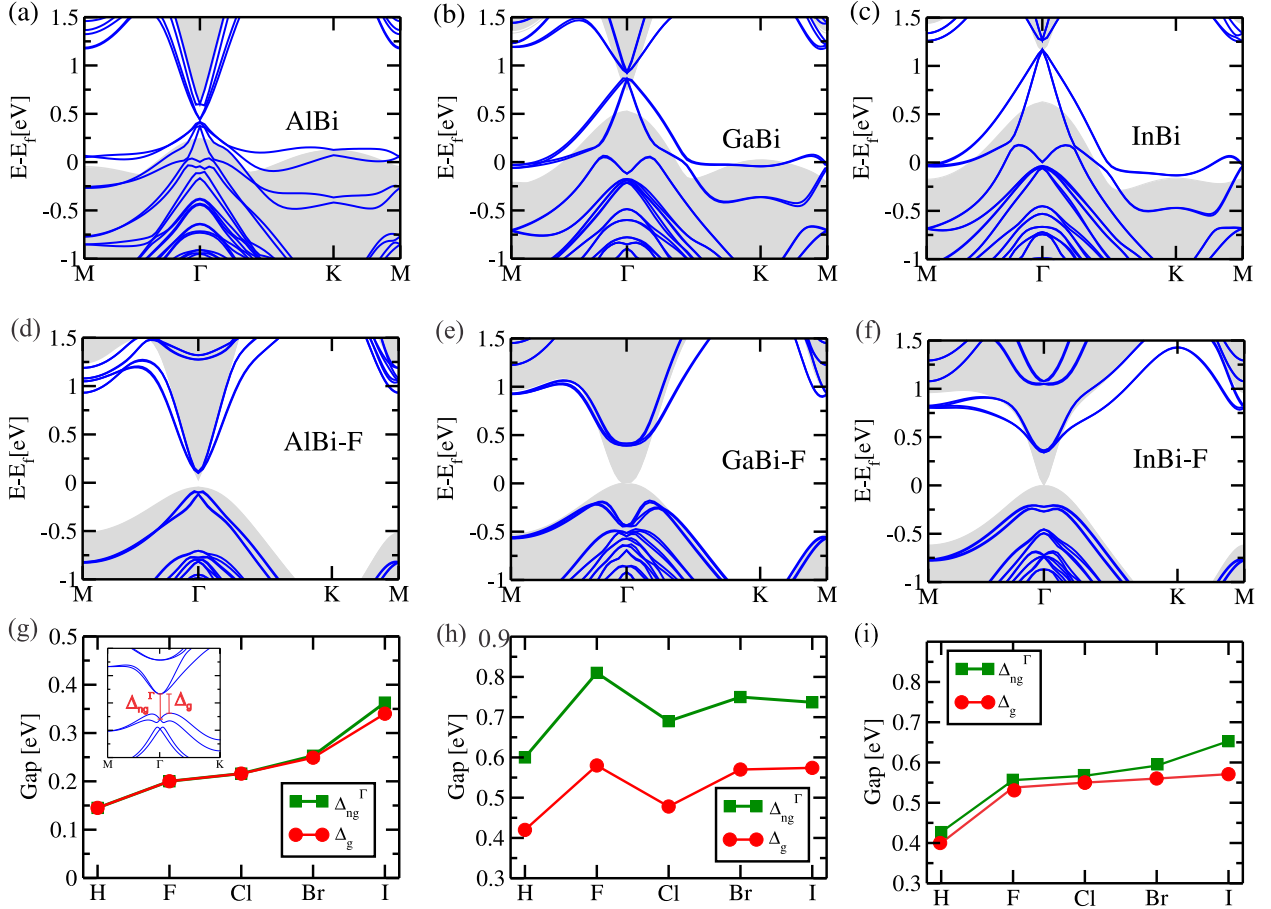 (a)
1.5
1
0.5
0
-0.5
-1
E-E_f[eV]
AlBi
M Γ K M
(b)
1.5
1
0.5
0
-0.5
-1
E-E_f[eV]
GaBi
M Γ K M
(c)
1.5
1
0.5
0
-0.5
-1
E-E_f[eV]
InBi
M Γ K M
(d)
1.5
1
0.5
0
-0.5
-1
E-E_f[eV]
AlBi-F
M Γ K M
(e)
1.5
1
0.5
0
-0.5
-1
E-E_f[eV]
GaBi-F
M Γ K M
(f)
1.5
1
0.5
0
-0.5
-1
E-E_f[eV]
InBi-F
M Γ K M
(g)
0.5
0.4
0.3
0.2
0.1
0
Gap [eV]
Δ_ng^Γ
Δ_g
M Γ K
Δ_ng^Γ
Δ_g
H F Cl Br I
(h)
0.9
0.8
0.7
0.6
0.5
0.4
0.3
Gap [eV]
Δ_ng^Γ
Δ_g
H F Cl Br I
(i)
0.8
0.7
0.6
0.5
0.4
0.3
Gap [eV]
Δ_ng^Γ
Δ_g
H F Cl Br I